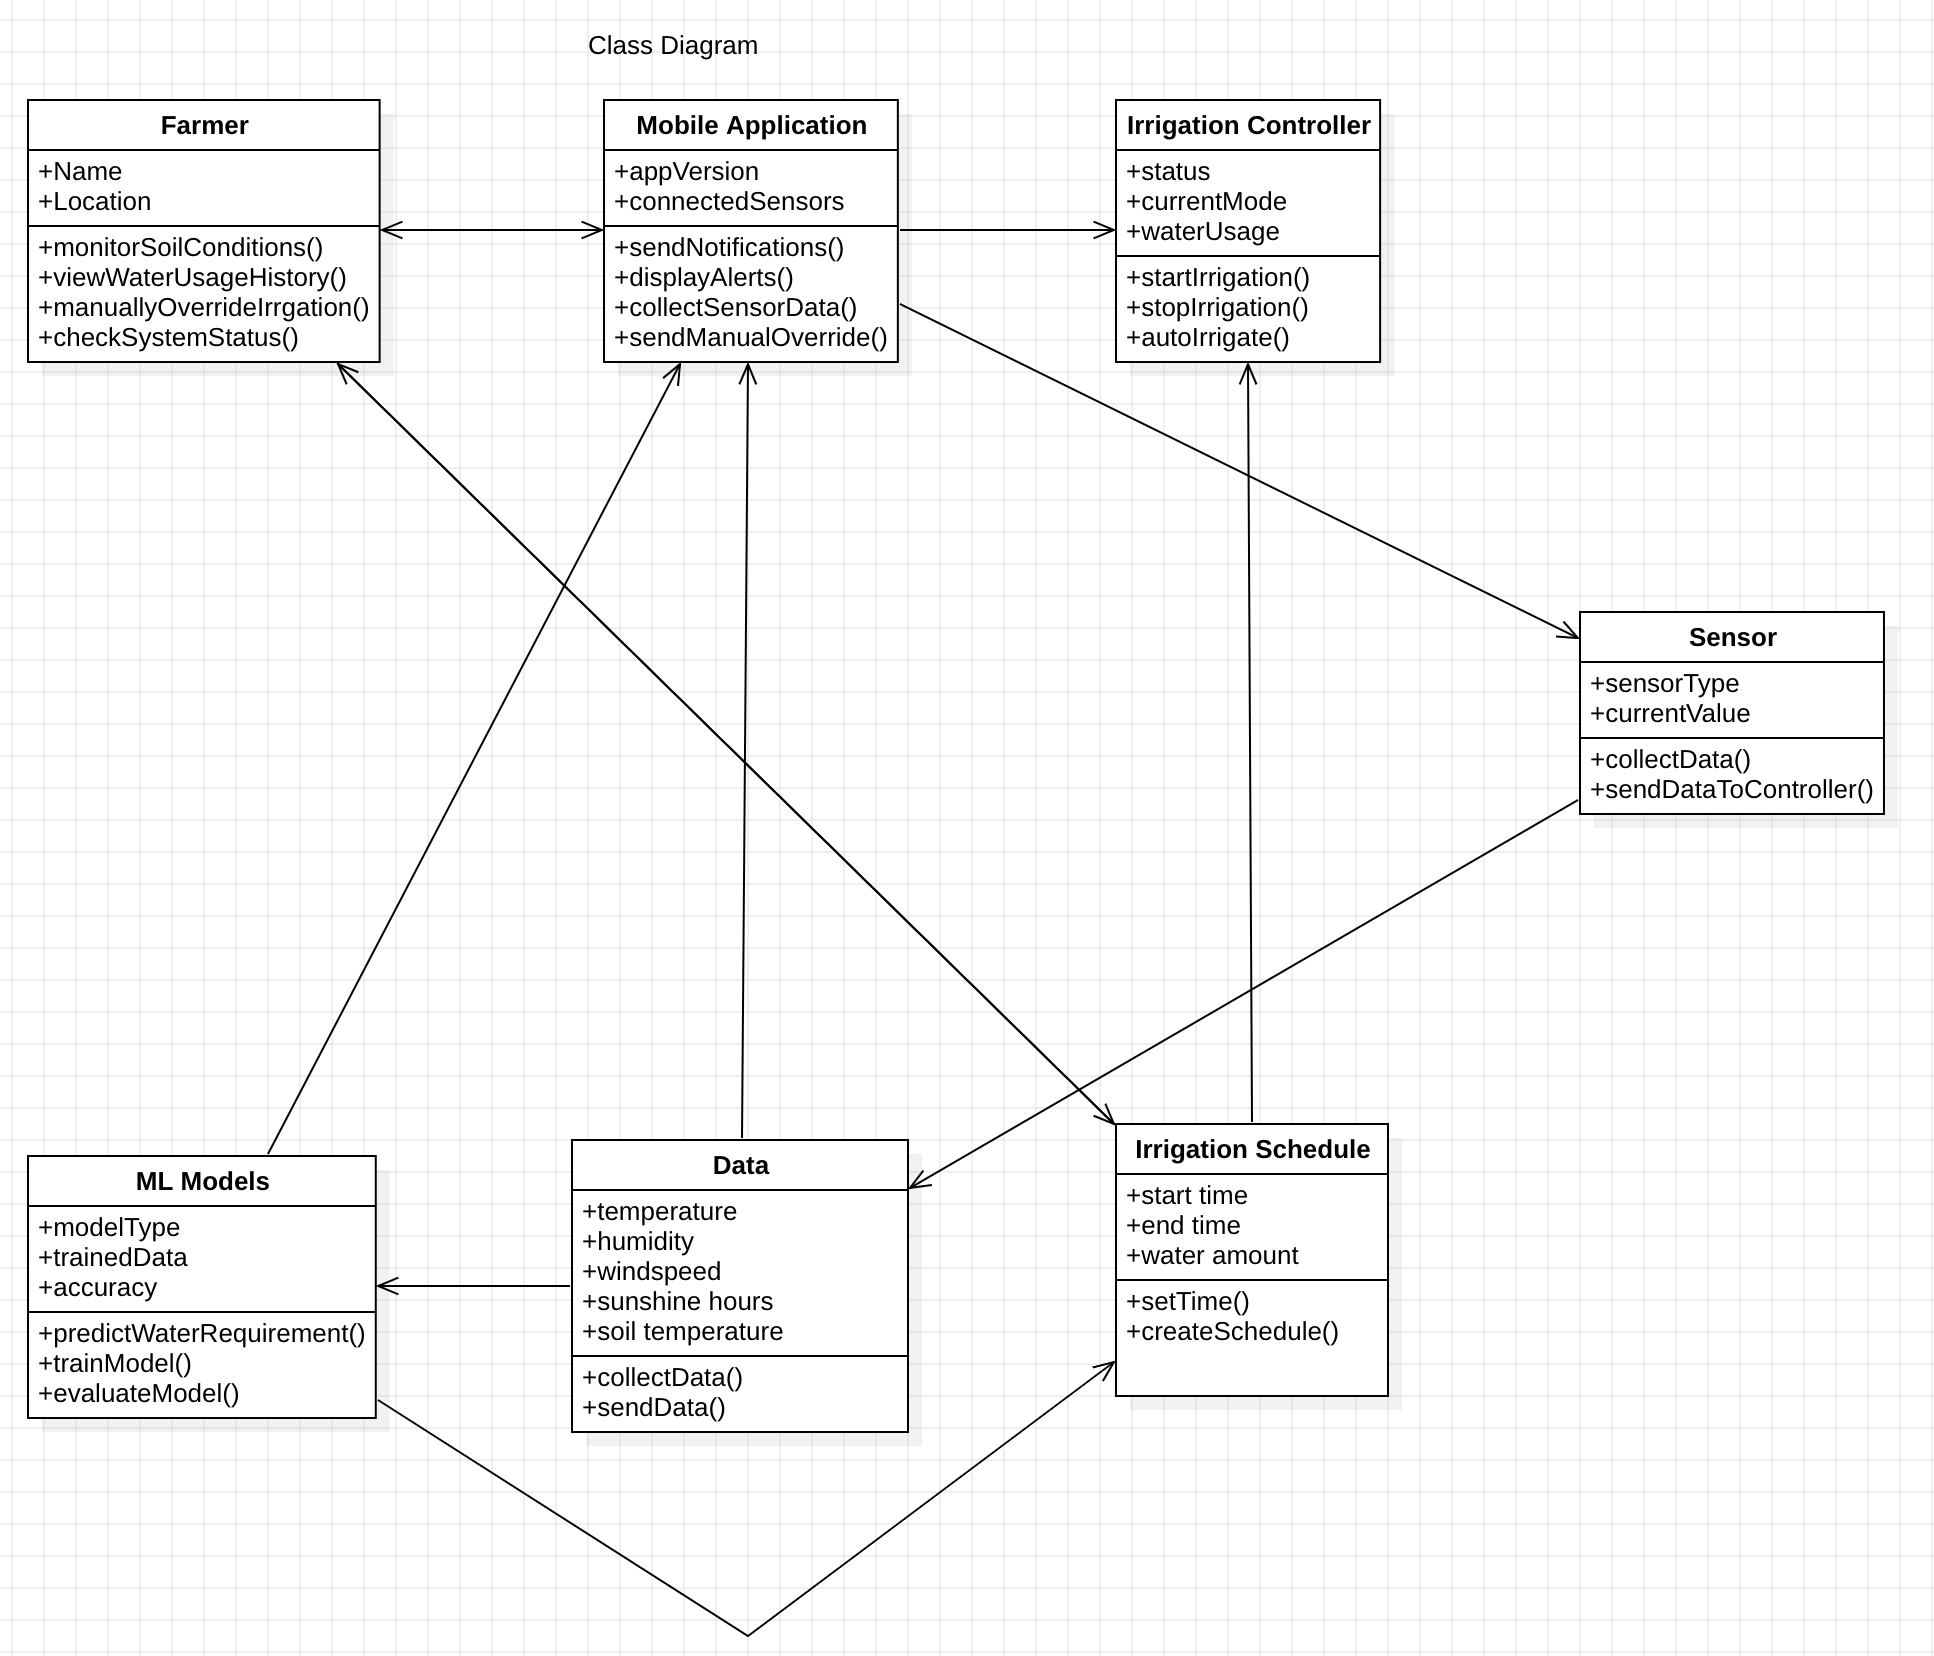 Class Diagram
Farmer
+Name
+Location
+monitorSoilConditions()
+viewWaterUsageHistory()
+manuallyOverrideIrrgation()
+checkSystemStatus()
Mobile Application
+appVersion
+connectedSensors
+sendNotifications()
+displayAlerts()
+collectSensorData()
+sendManualOverride()
Irrigation Controller
+status
+currentMode
+waterUsage
+startIrrigation()
+stopIrrigation()
+autoIrrigate()
Sensor
+sensorType
+currentValue
+collectData()
+sendDataToController()
ML Models
+modelType
+trainedData
+accuracy
+predictWaterRequirement()
+trainModel()
+evaluateModel()
Data
+temperature
+humidity
+windspeed
+sunshine hours
+soil temperature
+collectData()
+sendData()
Irrigation Schedule
+start time
+end time
+water amount
+setTime()
+createSchedule()